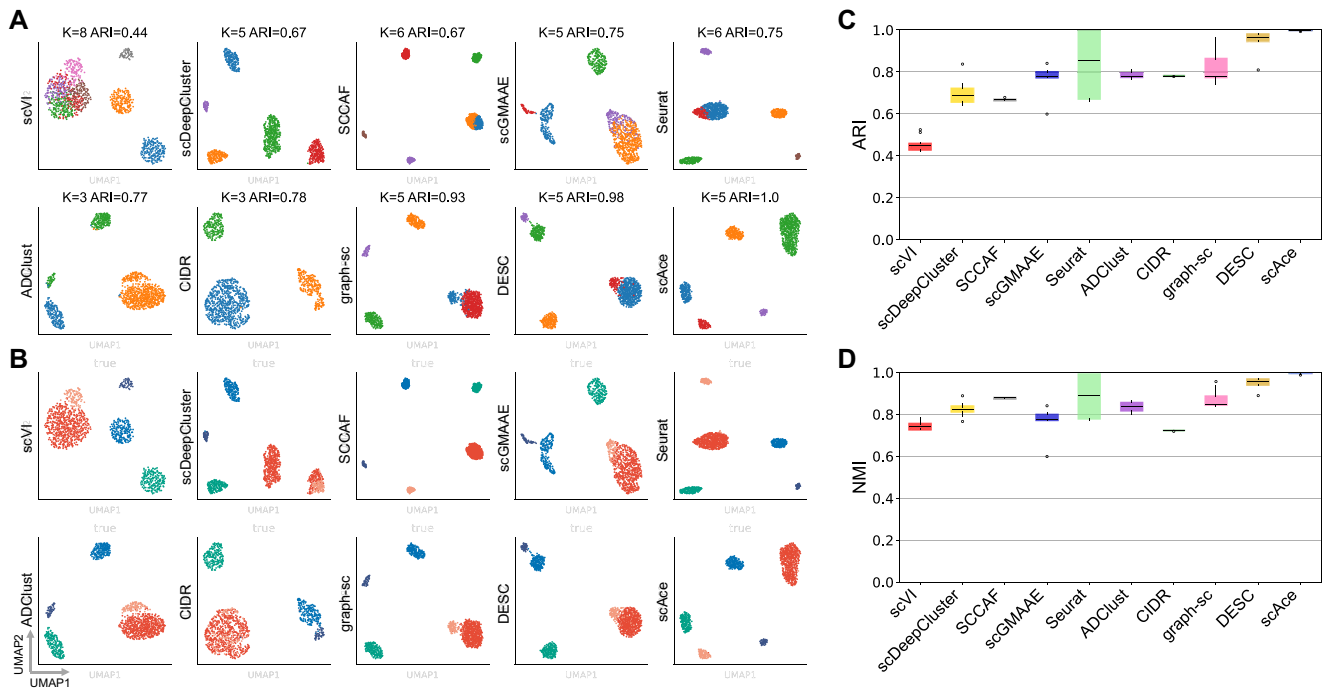 A
K=8 ARI=0.44
K=5 ARI=0.67
K=6 ARI=0.67
K=5 ARI=0.75
K=6 ARI=0.75
scVI
scDeepCluster
SCCAF
scGMAAE
Seurat
UMAP1
UMAP1
UMAP1
UMAP1
UMAP1
K=3 ARI=0.77
K=3 ARI=0.78
K=5 ARI=0.93
K=5 ARI=0.98
K=5 ARI=1.0
ADClust
CIDR
graph-sc
DESC
scAce
UMAP1
UMAP1
UMAP1
UMAP1
UMAP1
B
true
true
true
true
true
scVI
scDeepCluster
SCCAF
scGMAAE
Seurat
UMAP1
UMAP1
UMAP1
UMAP1
UMAP1
true
true
true
true
true
ADClust
CIDR
graph-sc
DESC
scAce
UMAP2
UMAP1
UMAP1
UMAP1
UMAP1
UMAP1
C
1.0
0.8
0.6
0.4
0.2
0.0
ARI
scVI
scDeepCluster
SCCAF
scGMAAE
Seurat
ADClust
CIDR
graph-sc
DESC
scAce
D
1.0
0.8
0.6
0.4
0.2
0.0
NMI
scVI
scDeepCluster
SCCAF
scGMAAE
Seurat
ADClust
CIDR
graph-sc
DESC
scAce